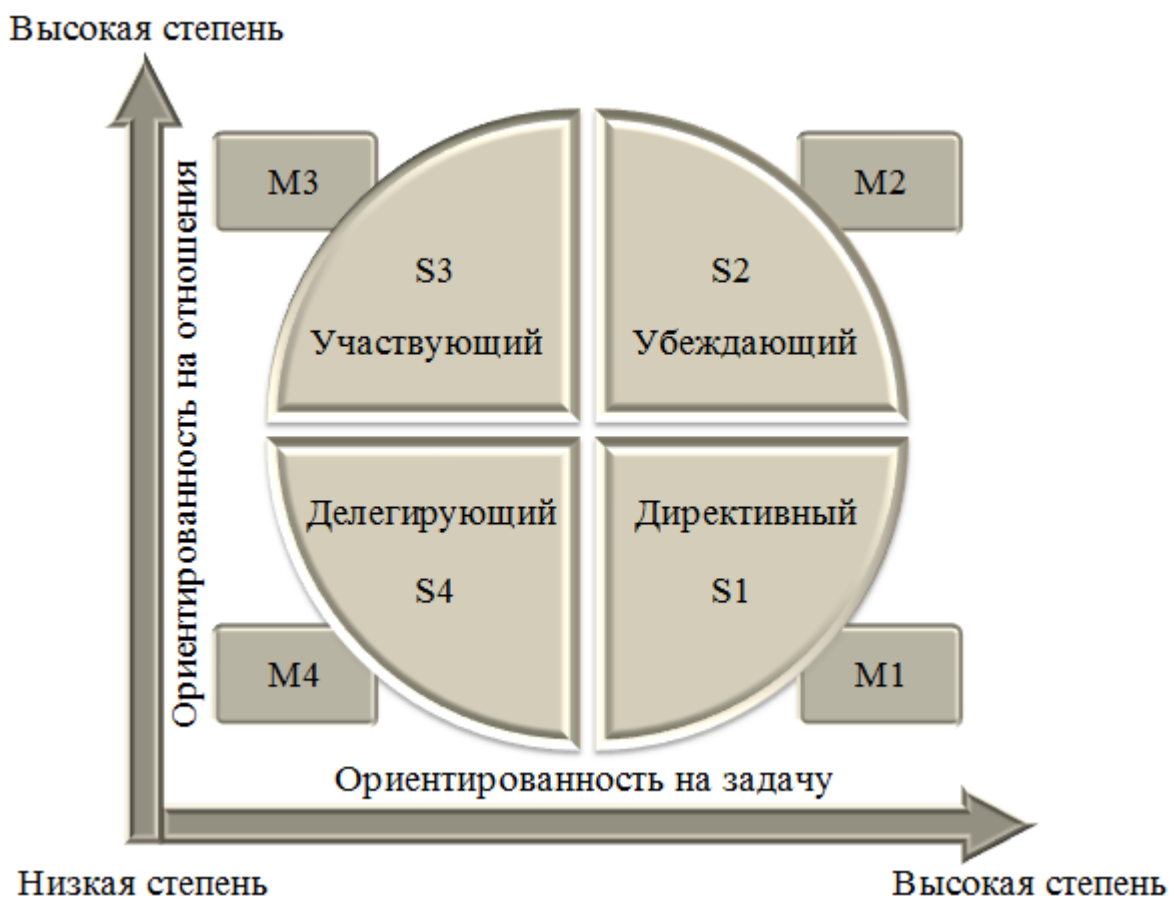 Высокая степень
Ориентированность на отношения
M3
M2
S3
Участвующий
S2
Убеждающий
Делегирующий
S4
Директивный
S1
M4
M1
Ориентированность на задачу
Низкая степень
Высокая степень